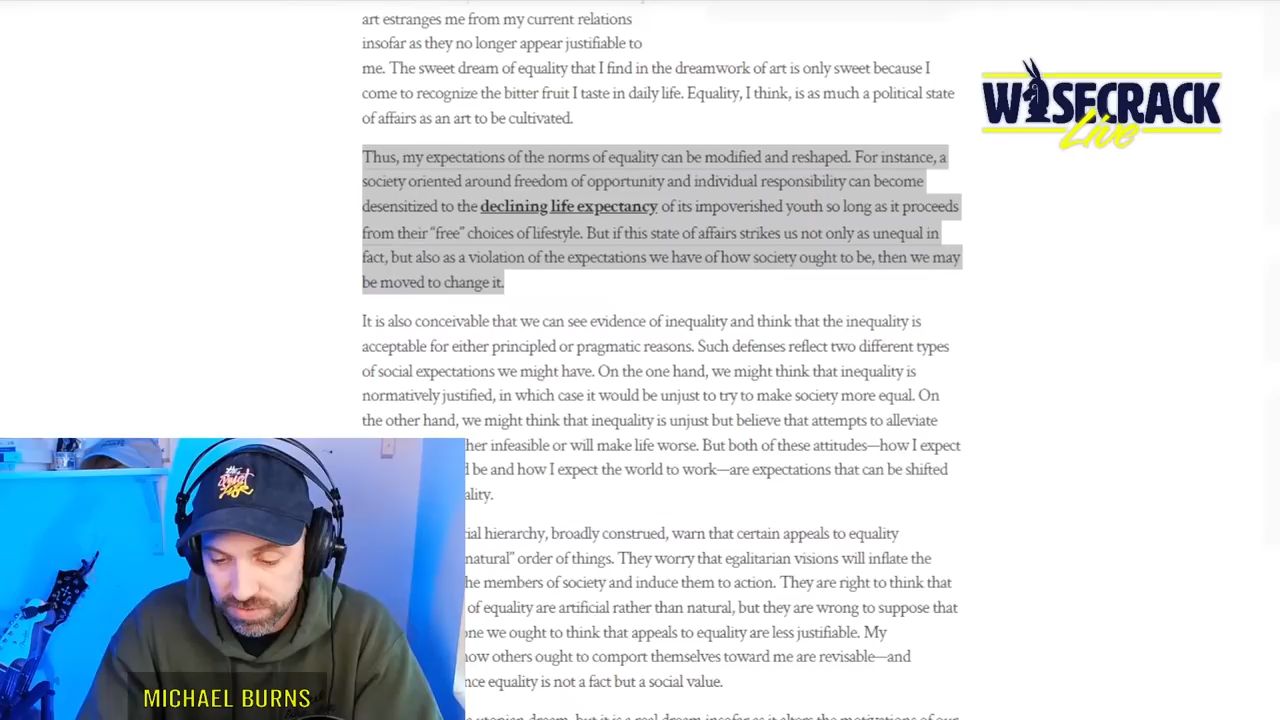 art estranges me from my current relations
insofar as they no longer appear justifiable to
me. The sweet dream of equality that I find in the dreamwork of art is only sweet because I
come to recognize the bitter fruit I taste in daily life. Equality, I think, is as much a political state
of affairs as an art to be cultivated.
Thus, my expectations of the norms of equality can be modified and reshaped. For instance, a
society oriented around freedom of opportunity and individual responsibility can become
desensitized to the declining life expectancy of its impoverished youth so long as it proceeds
from their “free” choices of lifestyle. But if this state of affairs strikes us not only as unequal in
fact, but also as a violation of the expectations we have of how society ought to be, then we may
be moved to change it.
It is also conceivable that we can see evidence of inequality and think that the inequality is
acceptable for either principled or pragmatic reasons. Such defenses reflect two different types
of social expectations we might have. On the one hand, we might think that inequality is
normatively justified, in which case it would be unjust to try to make society more equal. On
the other hand, we might think that inequality is unjust but believe that attempts to alleviate
her infeasible or will make life worse. But both of these attitudes—how I expect
d be and how I expect the world to work—are expectations that can be shifted
ality.
ial hierarchy, broadly construed, warn that certain appeals to equality
natural” order of things. They worry that egalitarian visions will inflate the
he members of society and induce them to action. They are right to think that
of equality are artificial rather than natural, but they are wrong to suppose that
one we ought to think that appeals to equality are less justifiable. My
how others ought to comport themselves toward me are revisable—and
nce equality is not a fact but a social value.
utopian dream, but it is a real dream insofar as it alters the motivations of our
WISECRACK
Live
MICHAEL BURNS